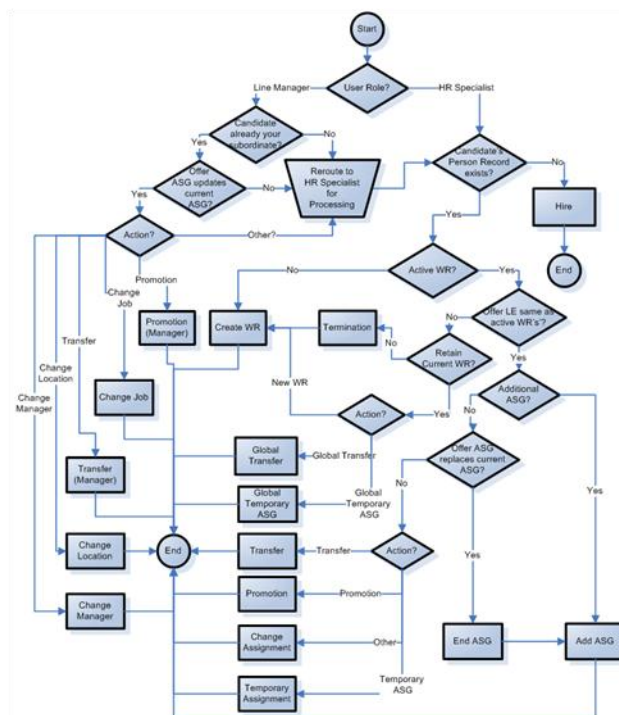 Start
User Role?
Line Manager
HR Specialist
Candidate
already your
subordinate?
Yes
No
Candidate's
Person Record
exists?
No
Offer
ASG updates
current
ASG?
Reroute to
HR Specialist
for
Processing
Yes
No
Hire
Yes
Action?
Other?
End
No
Active WR?
Yes
Promotion
Change
Job
Offer LE same as
active WR's'?
Promotion
(Manager)
Create WR
Termination
No
No
Retain
Current WR?
Yes
Transfer
Change
Location
Change
Manager
New WR
Yes
Additional
ASG?
No
Change Job
Action?
Global
Transfer
Global Transfer
Offer ASG
replaces current
ASG?
Transfer
(Manager)
Global
Temporary
ASG
Global
Temporary
ASG
No
Yes
Change
Location
End
Transfer
Transfer
Action?
Yes
Promotion
Promotion
Change
Manager
Change
Assignment
Other
End ASG
Add ASG
Temporary
Assignment
Temporary
ASG